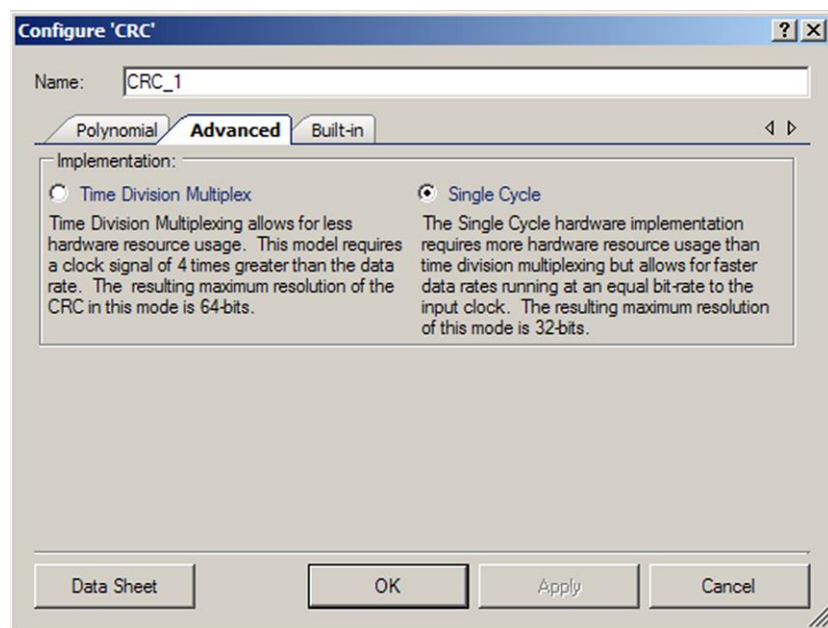 Configure 'CRC'
Name: CRC_1
Polynomial Advanced Built-in
Implementation:
Time Division Multiplex
Time Division Multiplexing allows for less
hardware resource usage. This model requires
a clock signal of 4 times greater than the data
rate. The resulting maximum resolution of the
CRC in this mode is 64-bits.
Single Cycle
The Single Cycle hardware implementation
requires more hardware resource usage than
time division multiplexing but allows for faster
data rates running at an equal bit-rate to the
input clock. The resulting maximum resolution
of this mode is 32-bits.
Data Sheet OK Apply Cancel